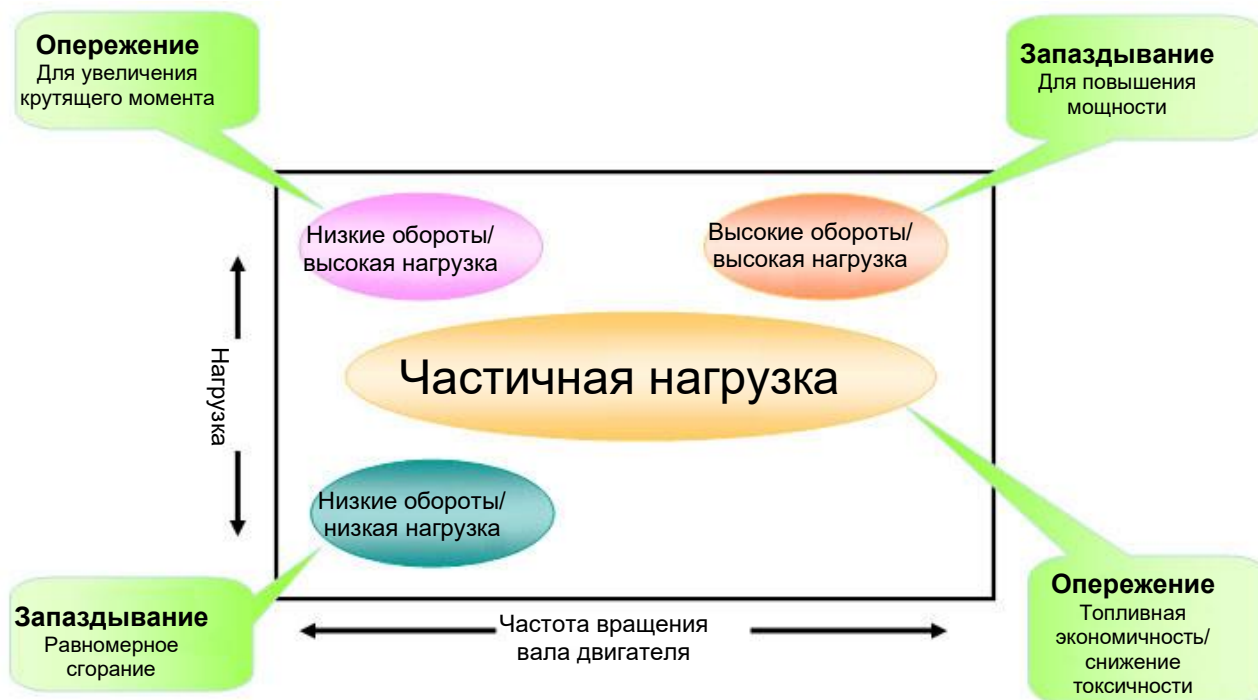 Опережение
Для увеличения
крутящего момента
Запаздывание
Для повышения
мощности
Низкие обороты/
высокая нагрузка
Высокие обороты/
высокая нагрузка
Нагрузка
Частичная нагрузка
Низкие обороты/
низкая нагрузка
Запаздывание
Равномерное
сгорание
Частота вращения
вала двигателя
Опережение
Топливная
экономичность/
снижение
токсичности